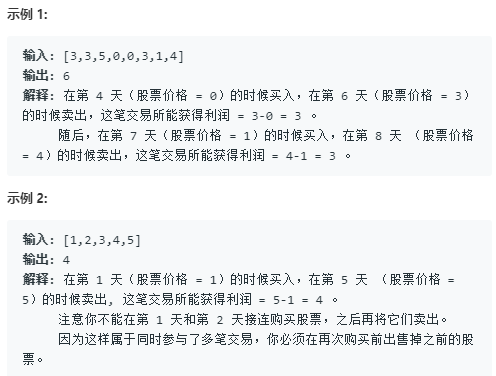 示例 1:
输入: [3,3,5,0,0,3,1,4]
输出: 6
解释: 在第 4 天（股票价格 = 0）的时候买入，在第 6 天（股票价格 = 3）
的时候卖出，这笔交易所能获得利润 = 3-0 = 3 。
随后，在第 7 天（股票价格 = 1）的时候买入，在第 8 天 （股票价格
= 4）的时候卖出，这笔交易所能获得利润 = 4-1 = 3 。
示例 2:
输入: [1,2,3,4,5]
输出: 4
解释: 在第 1 天（股票价格 = 1）的时候买入，在第 5 天 （股票价格 =
5）的时候卖出, 这笔交易所能获得利润 = 5-1 = 4 。
注意你不能在第 1 天和第 2 天接连购买股票，之后再将它们卖出。
因为这样属于同时参与了多笔交易，你必须在再次购买前出售掉之前的股
票。